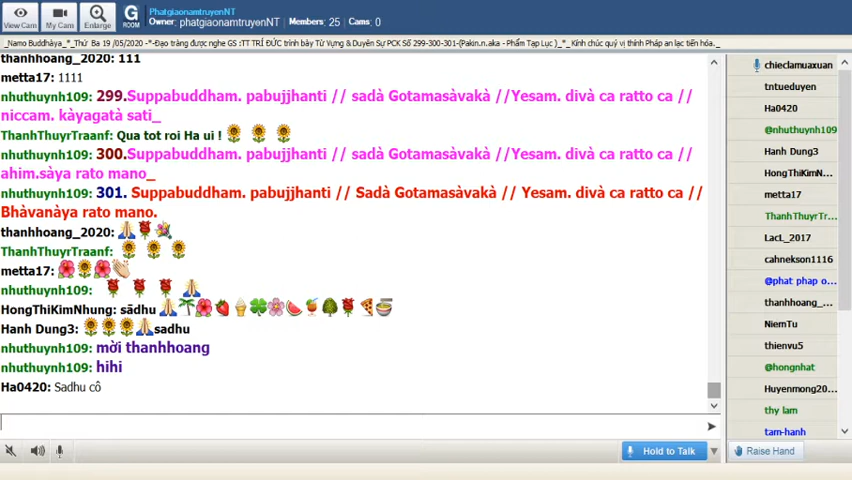 View Cam
My Cam
Enlarge
G
ROOM
PhatgiaonamtruyenNT
Owner: phatgiaonamtruyenNT Members: 25 Cams: 0
_Namo Buddhàya_*_Thứ Ba 19 /05/2020 -*-Đạo tràng được nghe GS :TT TRÍ ĐỨC trình bày Từ Vựng & Duyên Sự PCK Số 299-300-301-(Pakin.n.aka - Phẩm Tạp Lục )_*_ Kính chúc quý vị thính Pháp an lạc tiến hóa._
thanhhoang_2020: 111
metta17: 1111
nhuthuynh109: 299.Suppabuddham. pabujjhanti // sadà Gotamasàvakà //Yesam. divà ca ratto ca //
niccam. kàyagatà sati_
ThanhThuyrTraanf: Qua tot roi Ha ui !
nhuthuynh109: 300.Suppabuddham. pabujjhanti // sadà Gotamasàvakà //Yesam. divà ca ratto ca //
ahim.sàya rato mano_
nhuthuynh109: 301. Suppabuddham. pabujjhanti // Sadà Gotamasàvakà // Yesam. divà ca ratto ca //
Bhàvanàya rato mano.
thanhhoang_2020:
ThanhThuyrTraanf:
metta17:
nhuthuynh109:
HongThiKimNhung: sādhu
Hanh Dung3: sadhu
nhuthuynh109: mời thanhhoang
nhuthuynh109: hihi
Ha0420: Sadhu cô
chieclamuaxuan
tntueduyen
Ha0420
@nhuthuynh109
Hanh Dung3
HongThiKimN...
metta17
ThanhThuyrTr...
LacL_2017
cahnekson1116
@phat phap o...
thanhhoang_...
NiemTu
thienvu5
@hongnhat
Huyenmong20...
thy lam
tam-hanh
Hold to Talk
Raise Hand